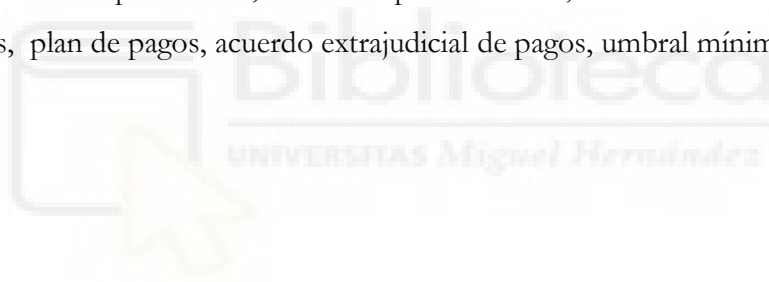 s, plan de pagos, acuerdo extrajudicial de pagos, umbral mínim
Biblioteca
UNIVERSITAS Miguel Hernández